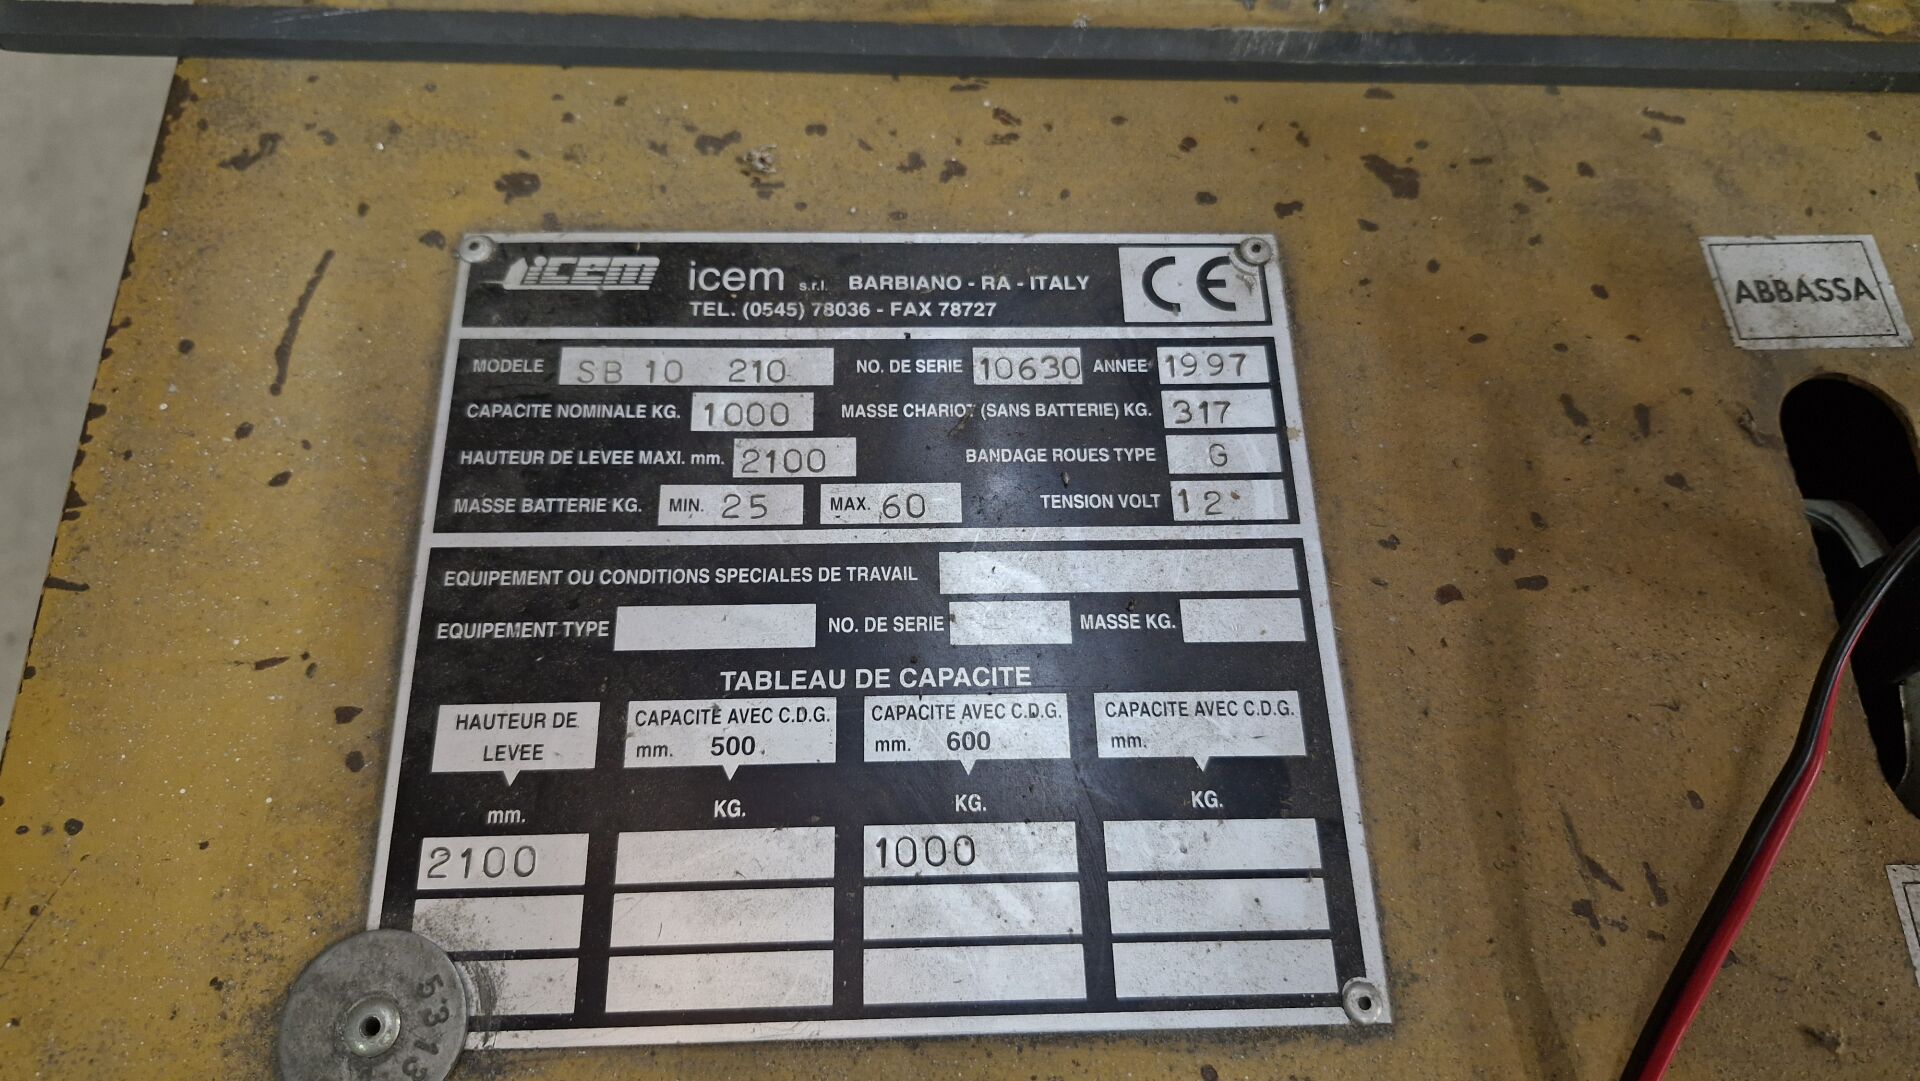 icem icem s.r.l. BARBIANO - RA - ITALY CE
TEL. (0545) 78036 - FAX 78727
MODELE SB 10 210 NO. DE SERIE 10630 ANNEE 1997
CAPACITE NOMINALE KG. 1000 MASSE CHARIOT (SANS BATTERIE) KG. 317
HAUTEUR DE LEVEE MAXI. mm. 2100 BANDAGE ROUES TYPE G
MASSE BATTERIE KG. MIN. 25 MAX. 60 TENSION VOLT 12
EQUIPEMENT OU CONDITIONS SPECIALES DE TRAVAIL
EQUIPEMENT TYPE NO. DE SERIE MASSE KG.
TABLEAU DE CAPACITE
HAUTEUR DE CAPACITE AVEC C.D.G. CAPACITE AVEC C.D.G. CAPACITE AVEC C.D.G.
LEVEE mm. 500 mm. 600 mm.
mm. KG. KG. KG.
2100 1000
5313
ABBASSA